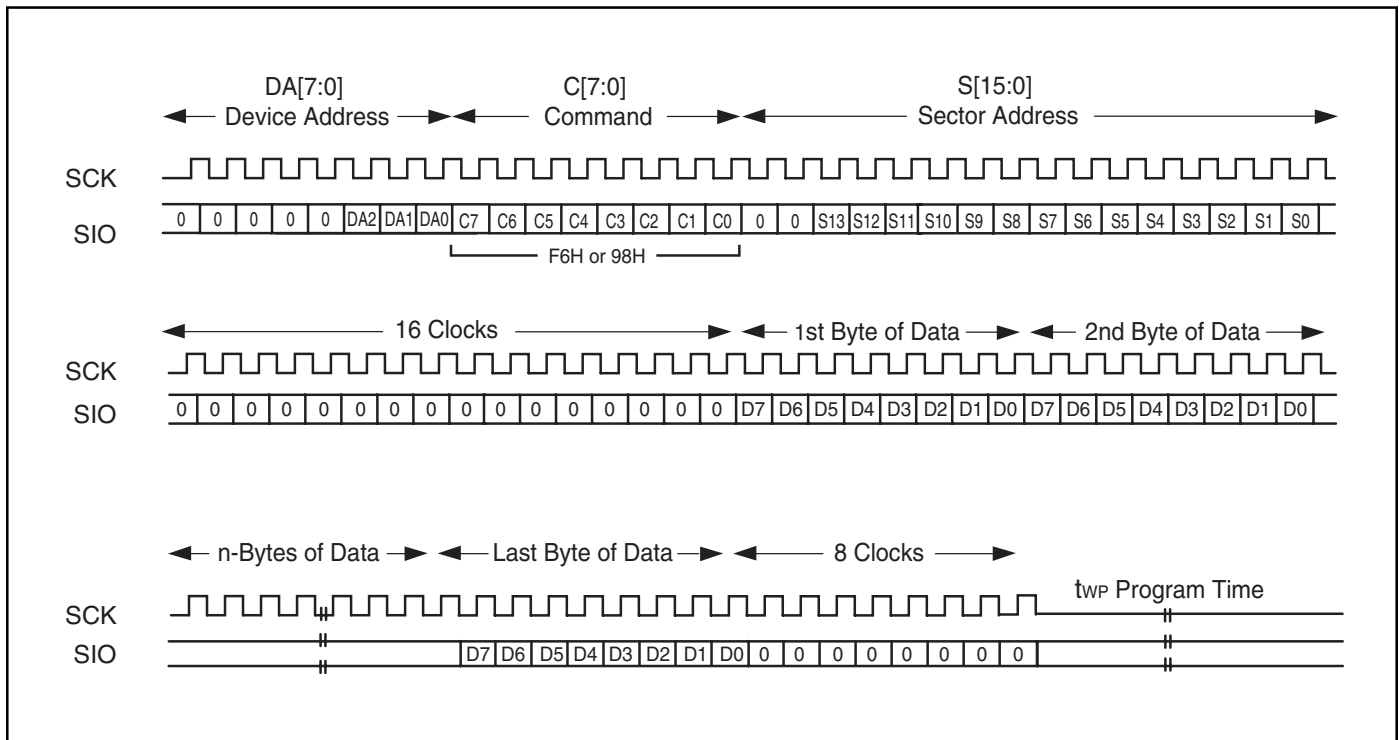 DA[7:0] C[7:0] S[15:0]
Device Address Command Sector Address
SCK
SIO 0 0 0 0 0 DA2 DA1 DA0 C7 C6 C5 C4 C3 C2 C1 C0 0 0 S13 S12 S11 S10 S9 S8 S7 S6 S5 S4 S3 S2 S1 S0
F6H or 98H
16 Clocks 1st Byte of Data 2nd Byte of Data
SCK
SIO 0 0 0 0 0 0 0 0 0 0 0 0 0 0 0 0 D7 D6 D5 D4 D3 D2 D1 D0 D7 D6 D5 D4 D3 D2 D1 D0
n-Bytes of Data Last Byte of Data 8 Clocks
tWP Program Time
SCK
SIO D7 D6 D5 D4 D3 D2 D1 D0 0 0 0 0 0 0 0 0